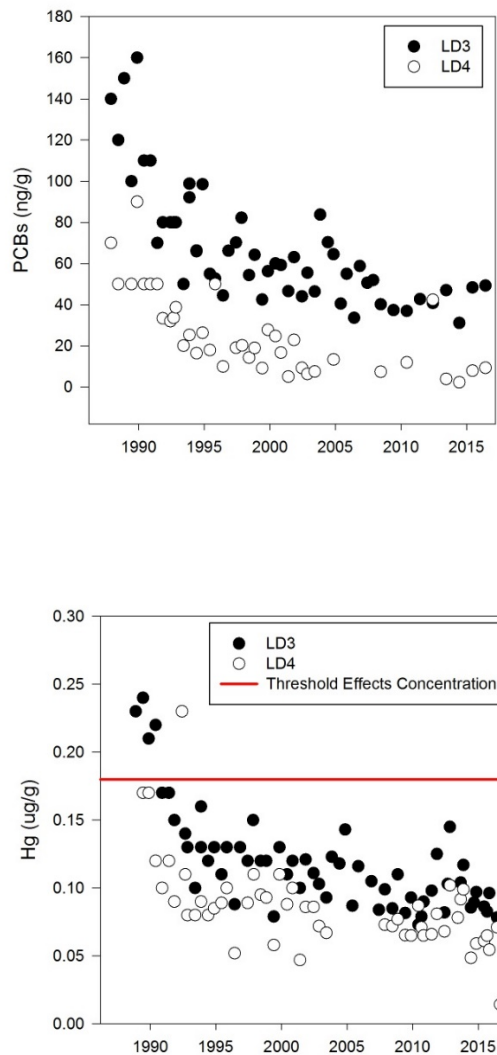 180
160
140
120
100
80
60
40
20
0
PCBs (ng/g)
LD3
LD4
1990 1995 2000 2005 2010 2015
0.30
0.25
0.20
0.15
0.10
0.05
0.00
Hg (ug/g)
LD3
LD4
Threshold Effects Concentration
1990 1995 2000 2005 2010 2015